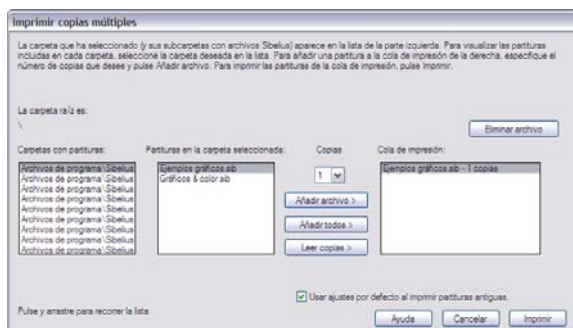 Imprimir copias múltiples
La carpeta que ha seleccionado (y sus subcarpetas con archivos Sibelius) aparece en la lista de la parte izquierda. Para visualizar las partituras
incluidas en cada carpeta, seleccione la carpeta deseada en la lista. Para añadir una partitura a la cola de impresión de la derecha, especifique el
número de copias que desee y pulse Añadir archivo. Para imprimir las partituras de la cola de impresión, pulse Imprimir.
La carpeta raíz es:
\
Eliminar archivo
Carpetas con partituras: Partituras en la carpeta seleccionada: Copias Cola de impresión:
Archivos de programa\Sibelius Ejemplos gráficos.sib 1 Ejemplos gráficos.sib - 1 copias
Archivos de programa\Sibelius Gráficos & color.sib
Archivos de programa\Sibelius
Archivos de programa\Sibelius Añadir archivo >
Archivos de programa\Sibelius
Archivos de programa\Sibelius Añadir todos >
Archivos de programa\Sibelius
Archivos de programa\Sibelius Leer copias >
Archivos de programa\Sibelius
Usar ajustes por defecto al imprimir partituras antiguas.
Pulse y arrastre para recorrer la lista Ayuda Cancelar Imprimir